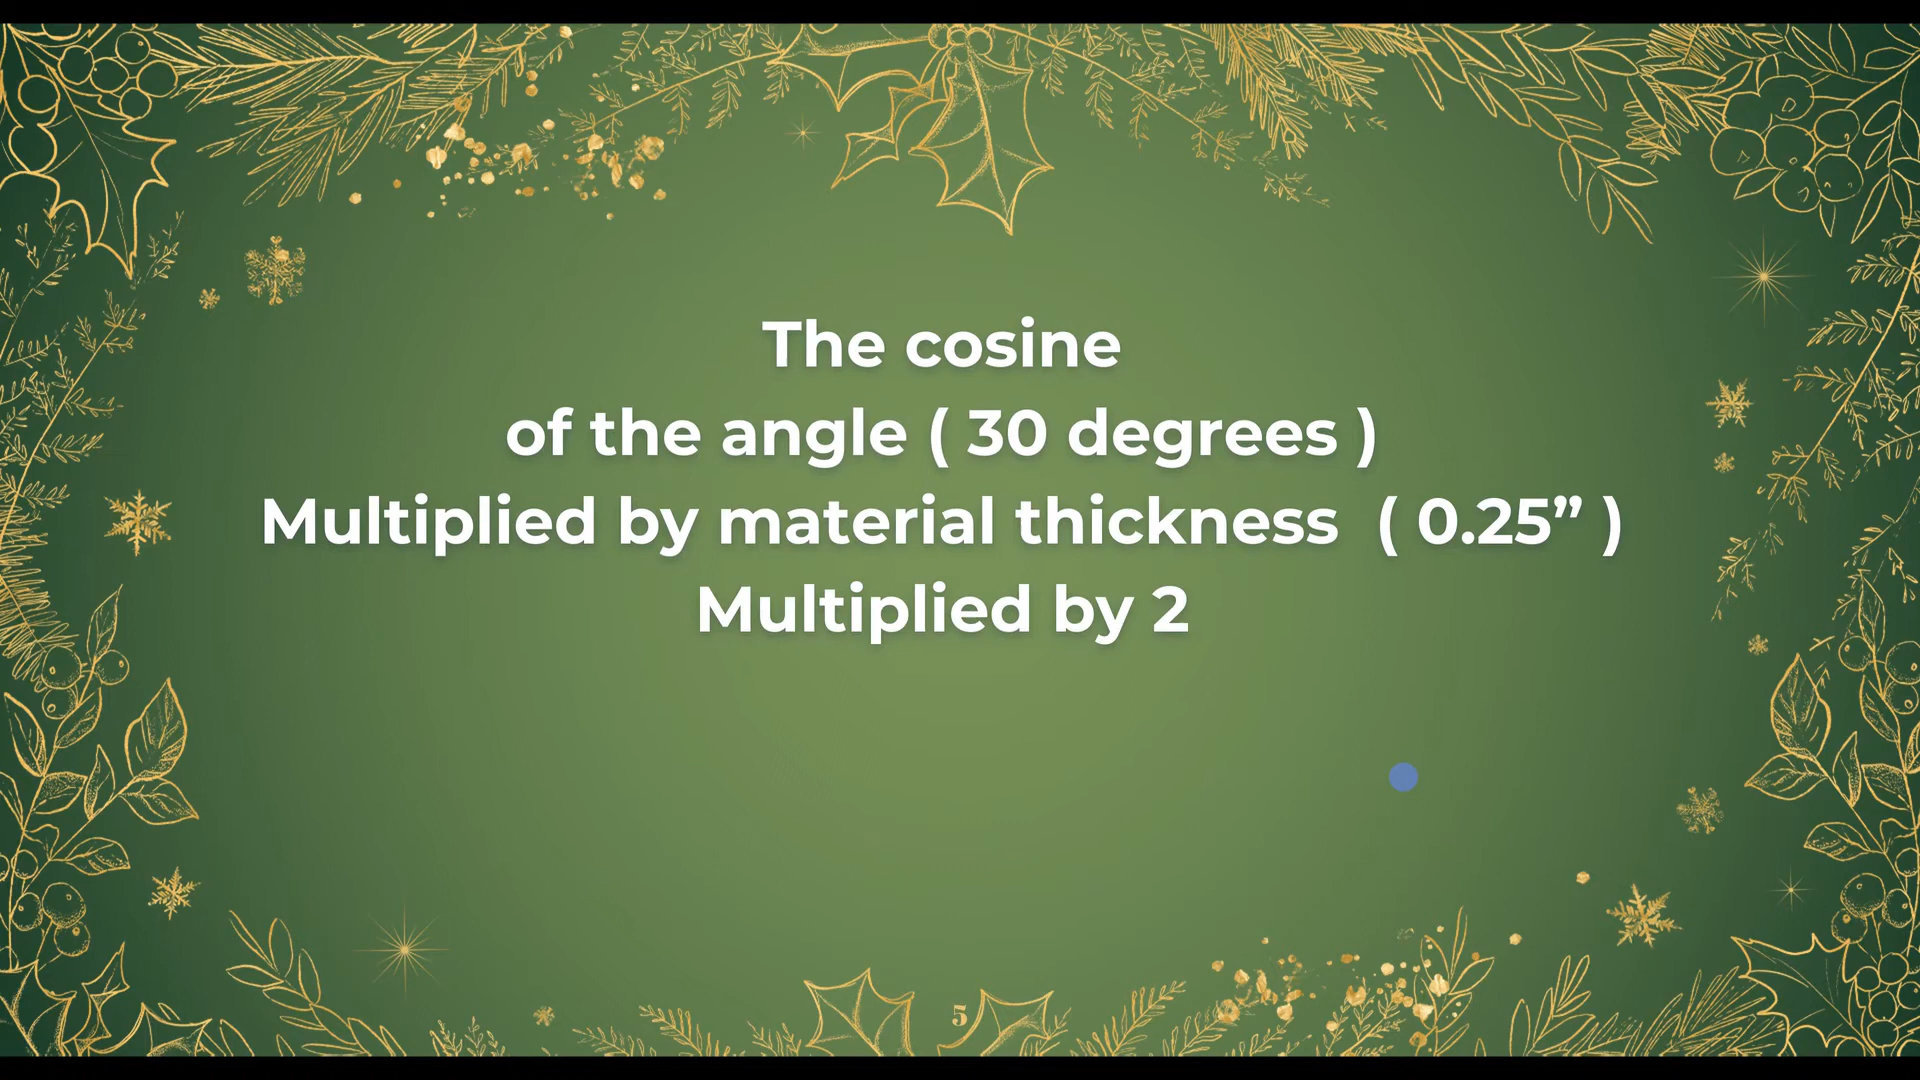 The cosine
of the angle ( 30 degrees )
Multiplied by material thickness  ( 0.25” )
Multiplied by 2
5